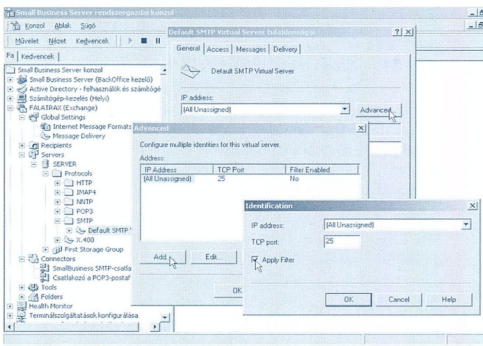 Small Business Server rendszergazda konzol
Konzol Ablak Súgó
Művelet Nézet Kedvencek
Fa Kedvencek
Small Business Server konzol
Small Business Server (BackOffice kezelő)
Active Directory - felhasználók és számítógé
Számítógép-kezelés (Helyi)
FALATRAX (Exchange)
Global Settings
Internet Message Formats
Message Delivery
Recipients
Servers
SERVER
Protocols
HTTP
IMAP4
NNTP
POP3
SMTP
Default SMTP
X.400
First Storage Group
Connectors
SmallBusiness SMTP-csatla
Csatlakozó a POP3-postaf
Tools
Folders
Health Monitor
Terminálszolgáltatások konfigurálása
Default SMTP Virtual Server tulajdonságai
General Access Messages Delivery
Default SMTP Virtual Server
IP address:
(All Unassigned) Advanced
Advanced
Configure multiple identities for this virtual server.
Address:
IP Address TCP Port Filter Enabled
(All Unassigned) 25 No
Add... Edit...
OK
Identification
IP address: (All Unassigned)
TCP port: 25
Apply Filter
OK Cancel Help